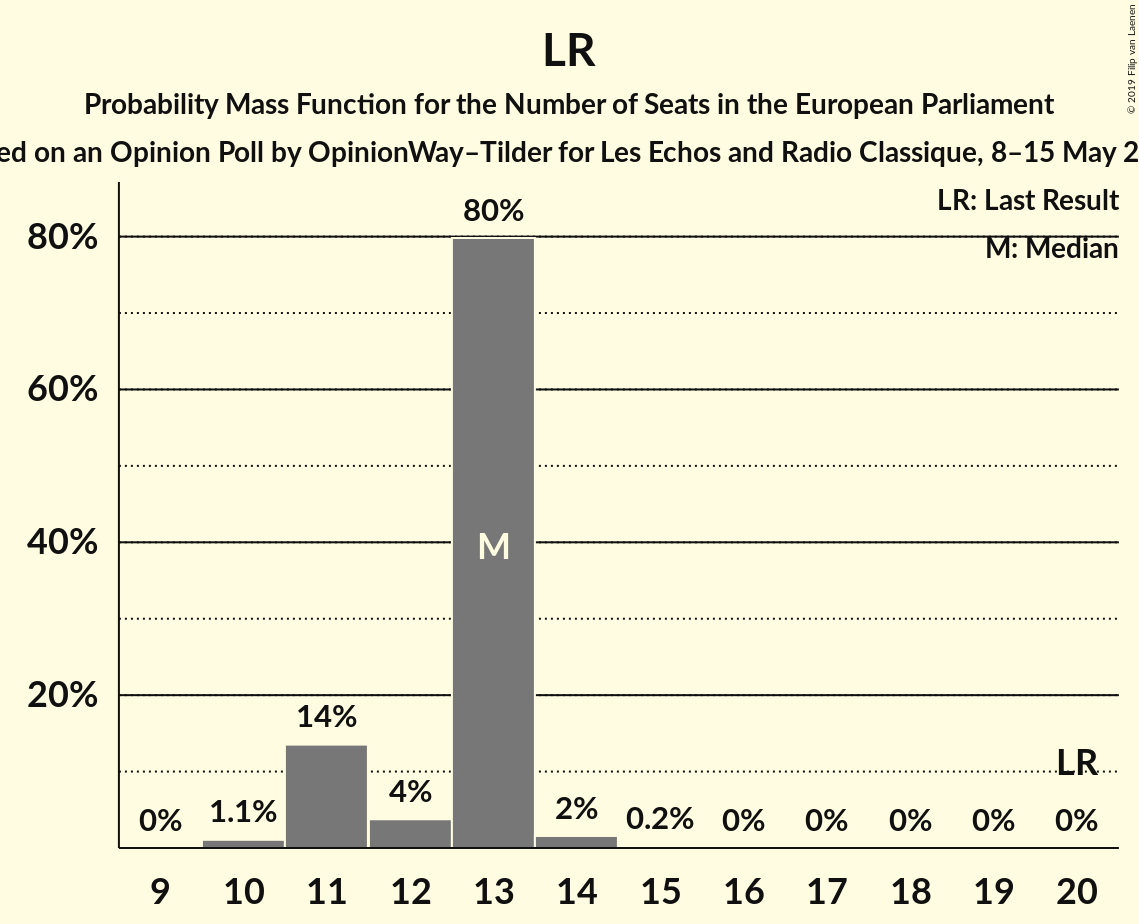 LR
© 2019 Filip van Laenen
Probability Mass Function for the Number of Seats in the European Parliament
ed on an Opinion Poll by OpinionWay–Tilder for Les Echos and Radio Classique, 8–15 May 2
LR: Last Result
M: Median
80%
60%
40%
20%
0%
1.1%
14%
4%
80%
M
2%
0.2%
0%
0%
0%
0%
LR
0%
9 10 11 12 13 14 15 16 17 18 19 20